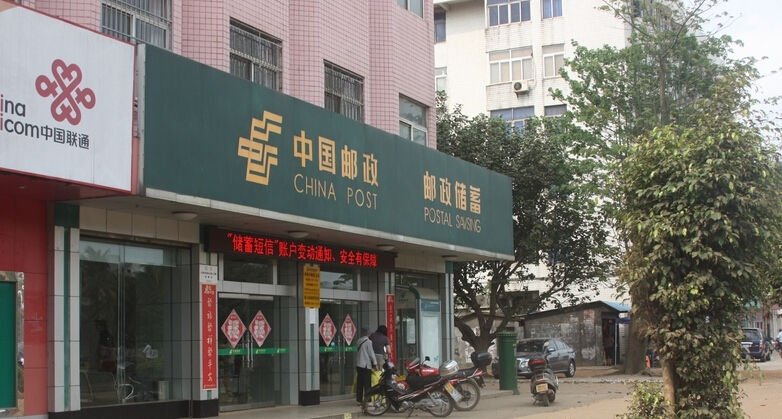 ina
icom中国联通
中国邮政
CHINA POST
邮政储蓄
POSTAL SAVING
“储蓄短信”账户变动通知、安全有保障